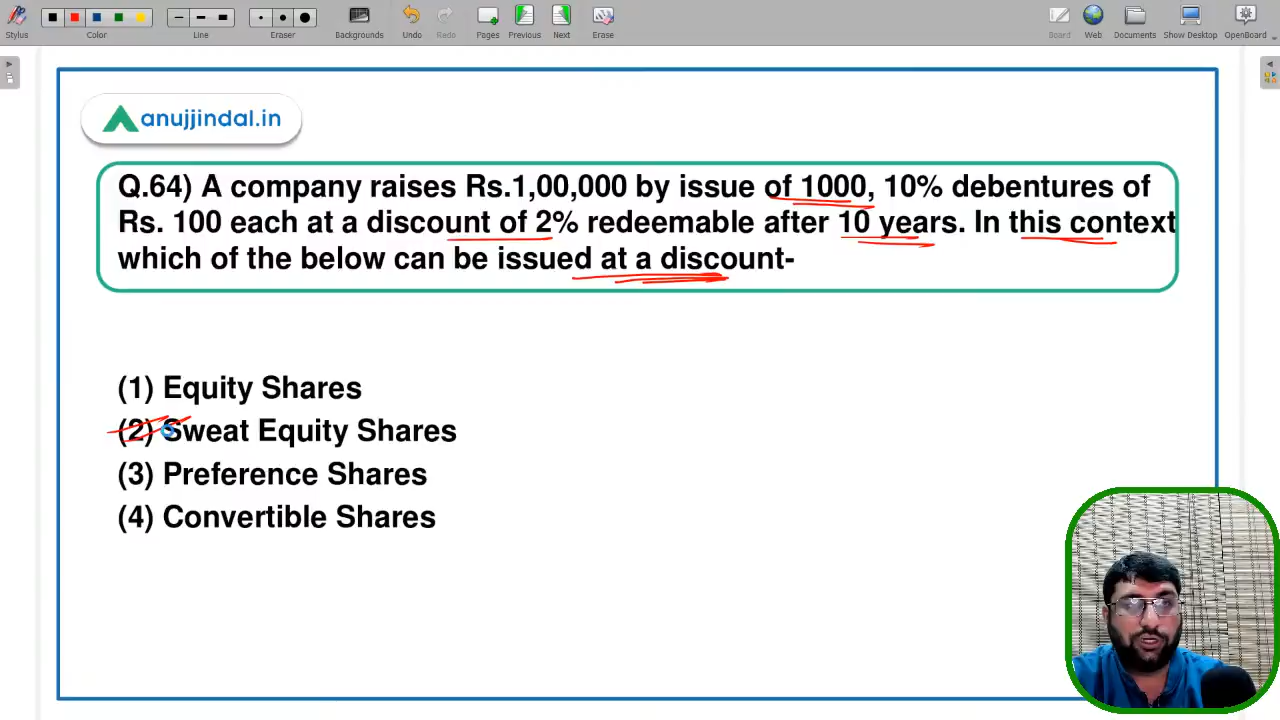 Stylus
Color
Line
Eraser
Backgrounds
Undo
Redo
Pages
Previous
Next
Erase
Board
Web
Documents
Show Desktop
OpenBoard
anujjindal.in
Q.64) A company raises Rs.1,00,000 by issue of 1000, 10% debentures of
Rs. 100 each at a discount of 2% redeemable after 10 years. In this context
which of the below can be issued at a discount-
(1) Equity Shares
(2) Sweat Equity Shares
(3) Preference Shares
(4) Convertible Shares